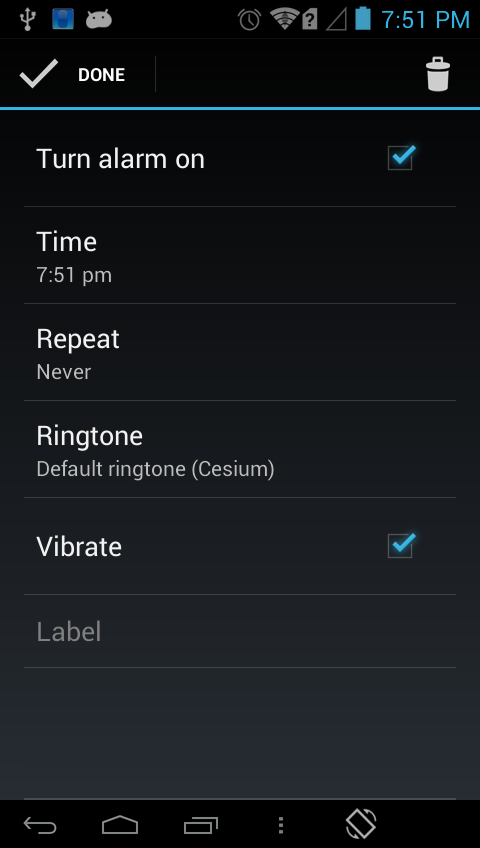 7:51 PM
DONE
Turn alarm on
Time
7:51 pm
Repeat
Never
Ringtone
Default ringtone (Cesium)
Vibrate
Label